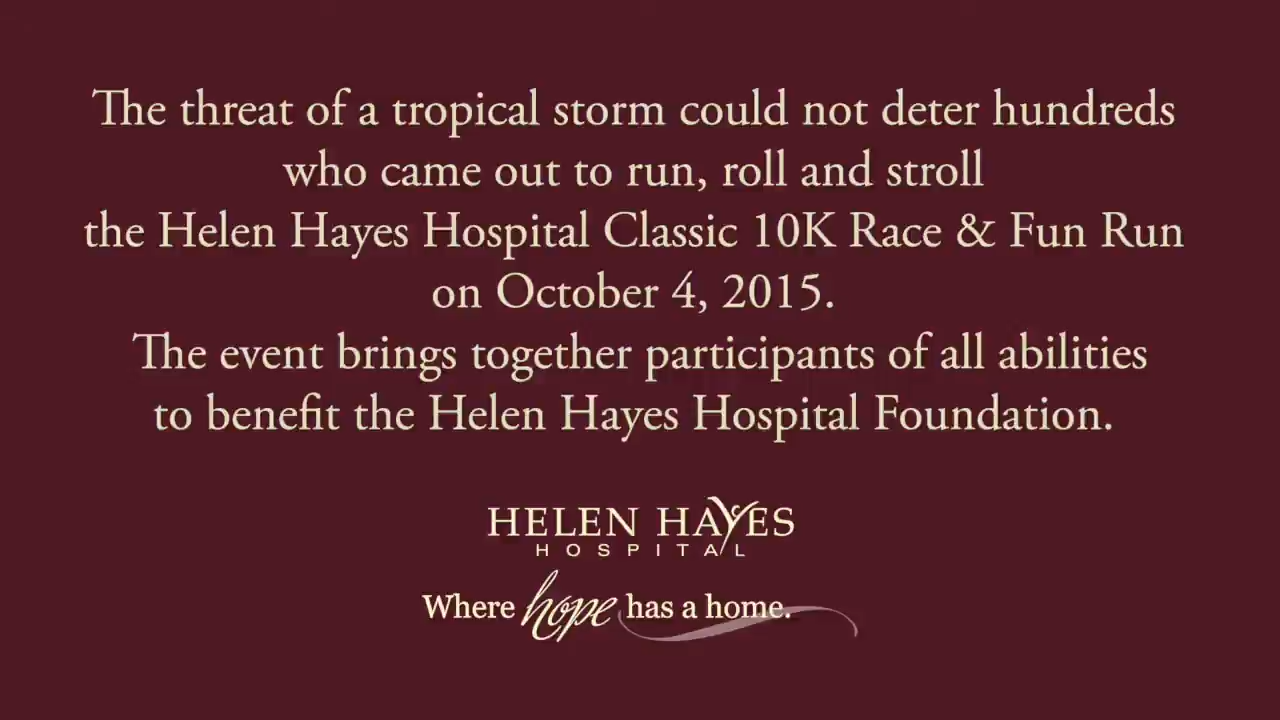 The threat of a tropical storm could not deter hundreds
who came out to run, roll and stroll
the Helen Hayes Hospital Classic 10K Race & Fun Run
on October 4, 2015.
The event brings together participants of all abilities
to benefit the Helen Hayes Hospital Foundation.
HELEN HAYES
HOSPITAL
Where hope has a home.